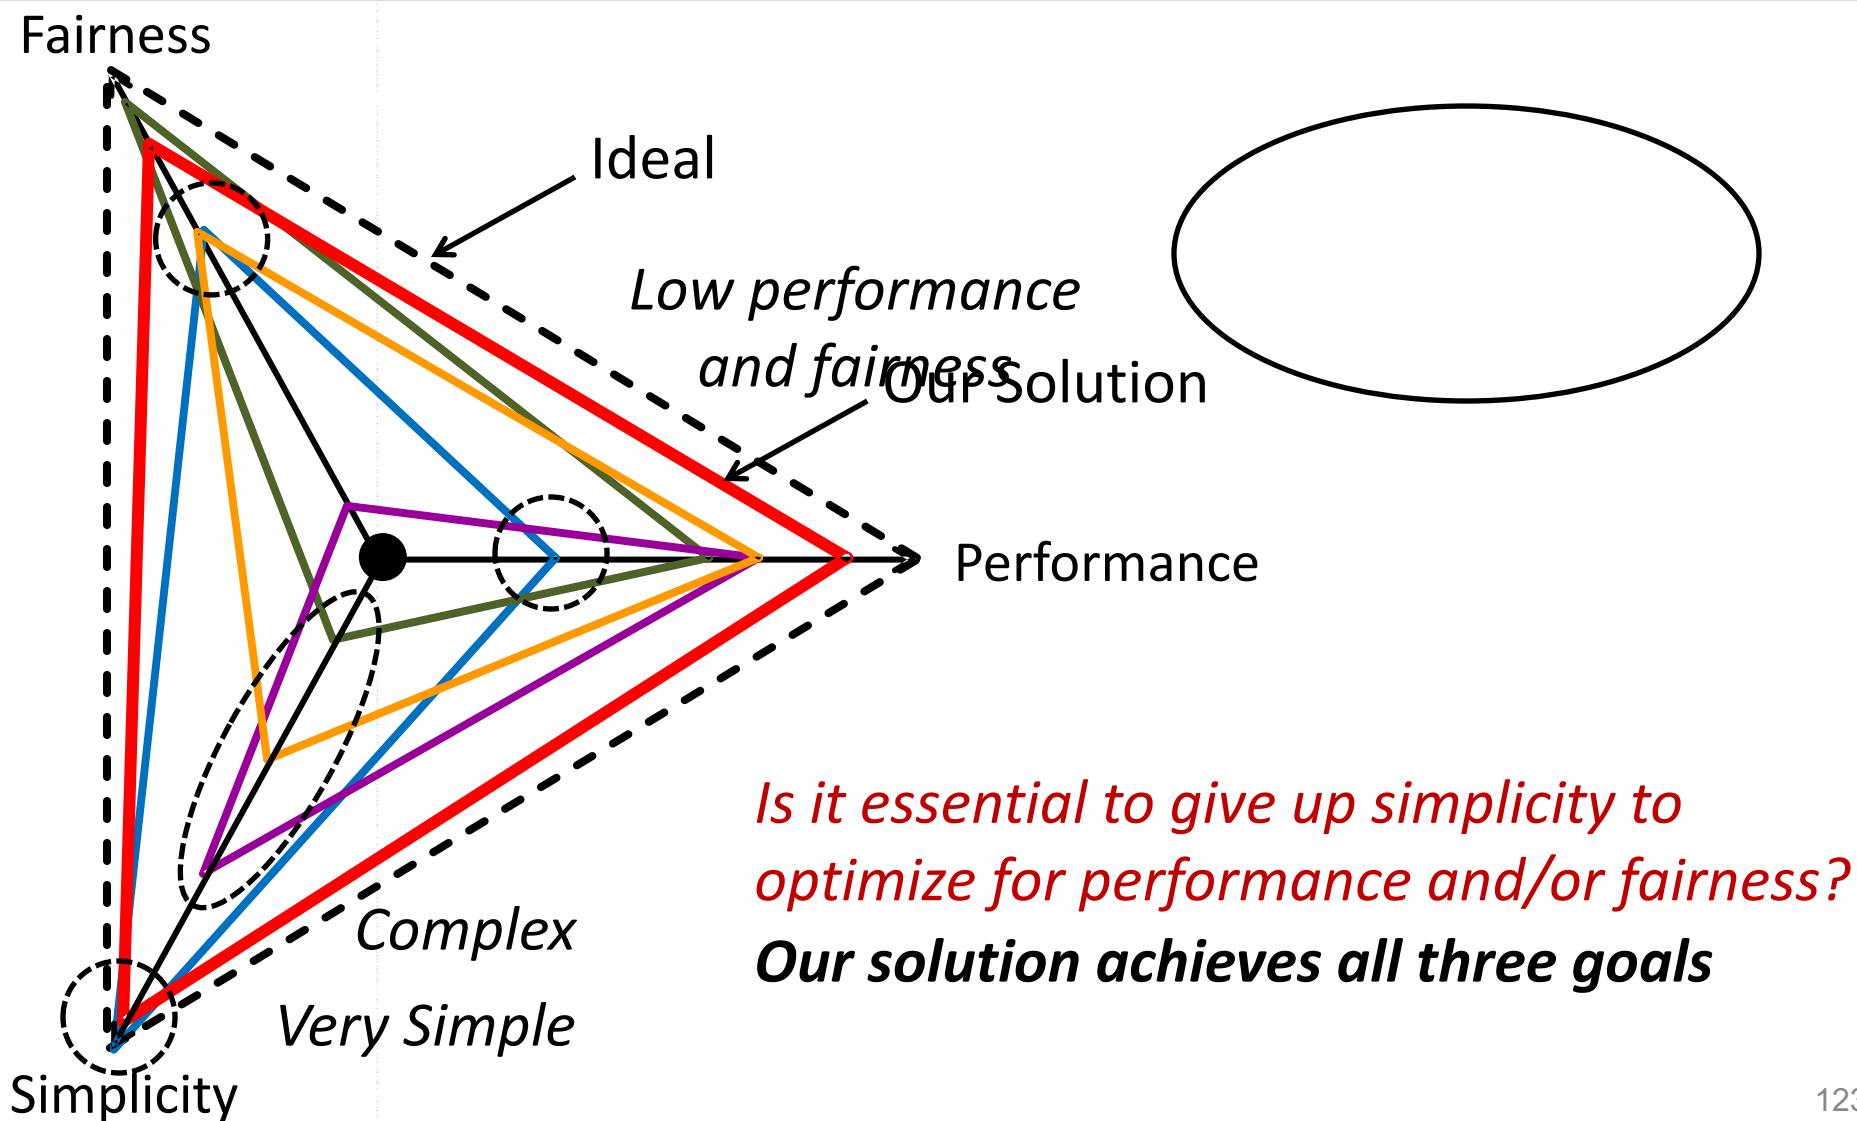 Fairness
Ideal
Low performance
and fairness
Our Solution
Performance
Is it essential to give up simplicity to
optimize for performance and/or fairness?
Our solution achieves all three goals
Complex
Very Simple
Simplicity
123